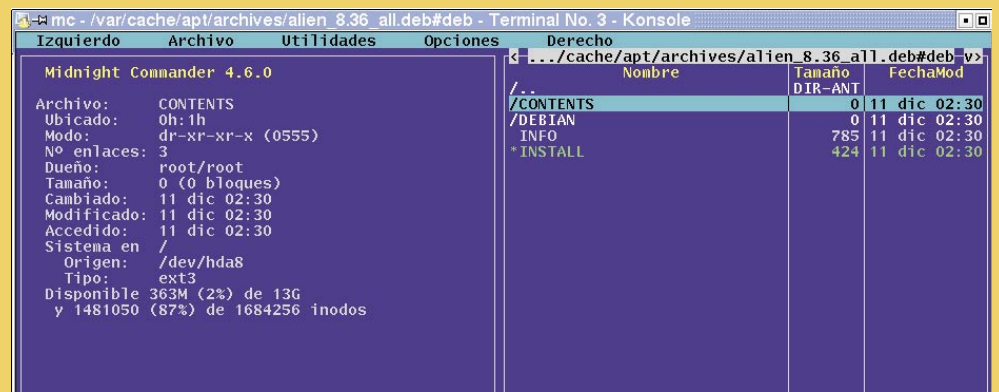 mc - /var/cache/apt/archives/alien_8.36_all.deb#deb - Terminal No. 3 - Konsole
Izquierdo Archivo Utilidades Opciones Derecho
Midnight Commander 4.6.0
Archivo: CONTENTS
Ubicado: 0h:1h
Modo: dr-xr-xr-x (0555)
Nº enlaces: 3
Dueño: root/root
Tamaño: 0 (0 bloques)
Cambiado: 11 dic 02:30
Modificado: 11 dic 02:30
Accedido: 11 dic 02:30
Sistema en /
Origen: /dev/hda8
Tipo: ext3
Disponible 363M (2%) de 13G
y 1481050 (87%) de 1684256 inodos
<-.../cache/apt/archives/alien_8.36_all.deb#deb-v>
Nombre Tamaño FechaMod
/.. DIR-ANT
/CONTENTS 0 11 dic 02:30
/DEBIAN 0 11 dic 02:30
INFO 785 11 dic 02:30
*INSTALL 424 11 dic 02:30